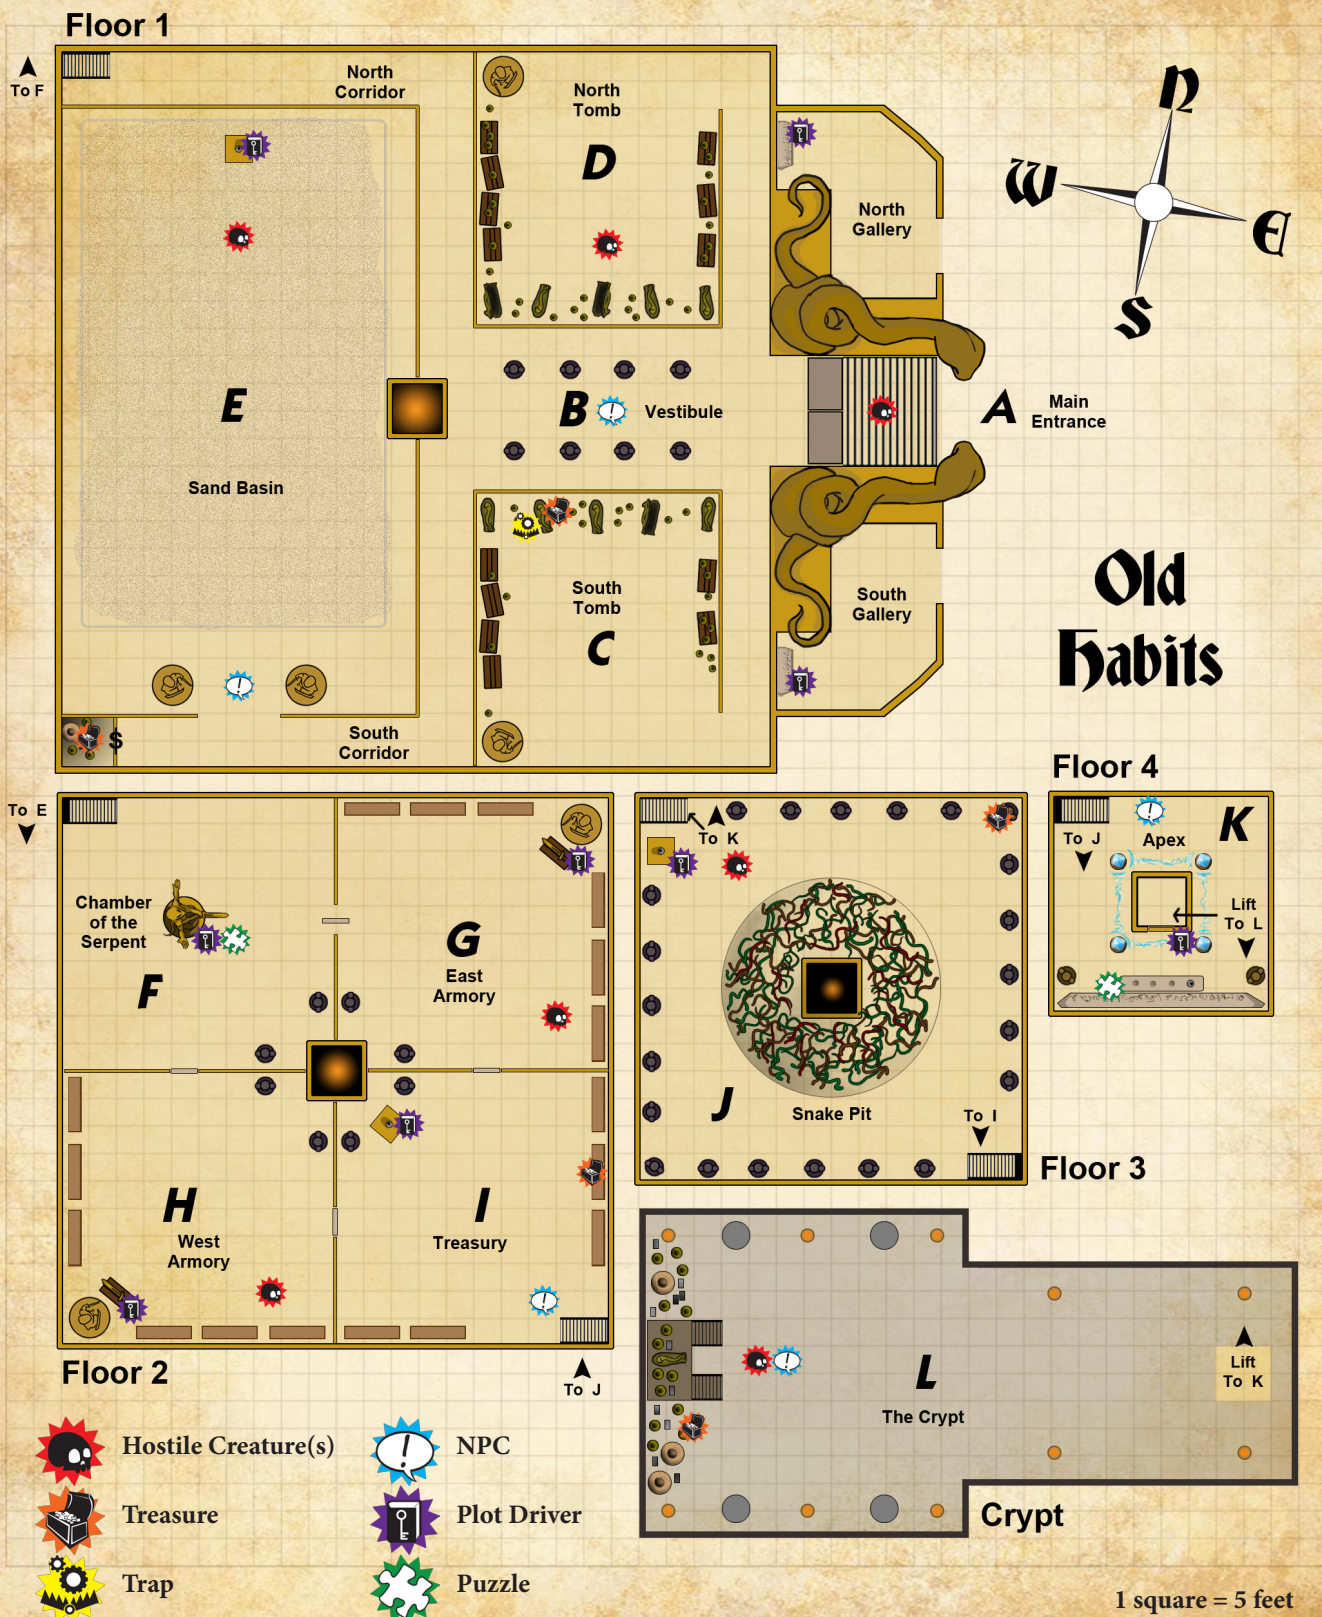 Floor 1
To F
North
Corridor
North
Tomb
D
North
Gallery
N
W
E
S
E
Sand Basin
B
Vestibule
A
Main
Entrance
South
Tomb
C
South
Gallery
Old
Habits
South
Corridor
$
Floor 4
To E
To K
To J
Apex
K
Lift
To L
Chamber
of the
Serpent
F
G
East
Armory
J
Snake Pit
To I
Floor 3
H
West
Armory
I
Treasury
Floor 2
To J
L
The Crypt
Lift
To K
Crypt
Hostile Creature(s)
NPC
Treasure
Plot Driver
Trap
Puzzle
1 square = 5 feet